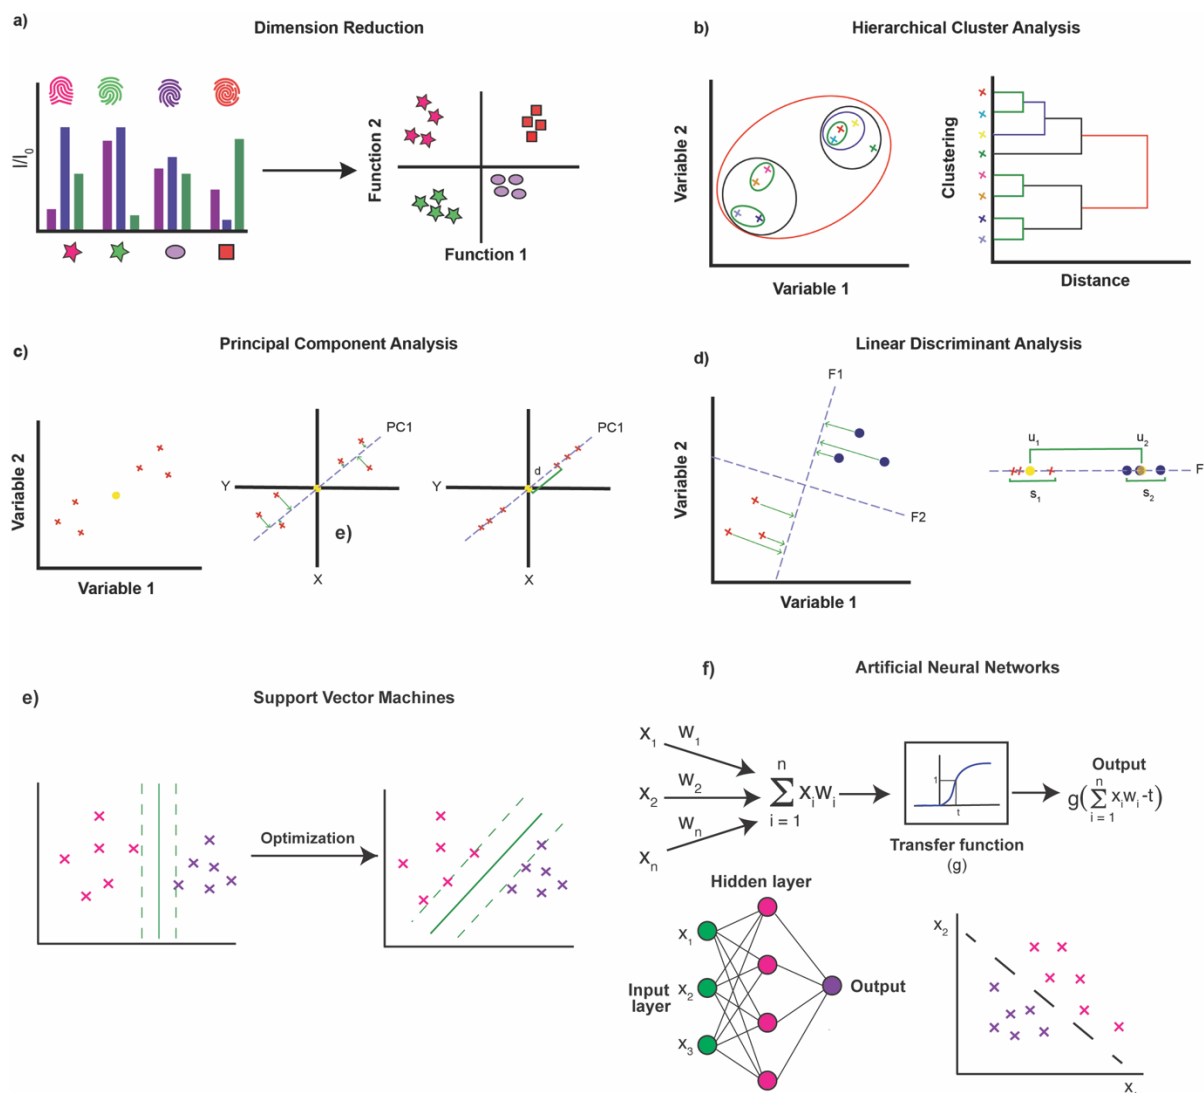 a)
Dimension Reduction
I/I0
Function 2
Function 1
b)
Hierarchical Cluster Analysis
Variable 2
Variable 1
Clustering
Distance
c)
Principal Component Analysis
Variable 2
Variable 1
PC1
Y
X
e)
PC1
d
Y
X
d)
Linear Discriminant Analysis
Variable 2
Variable 1
F1
F2
u1
u2
s1
s2
F
e)
Support Vector Machines
Optimization
f)
Artificial Neural Networks
X1
W1
X2
W2
Xn
Wn
n
∑ xiwi
i = 1
1
t
Transfer function
(g)
Output
n
g(∑ xiwi -t)
i = 1
Hidden layer
X1
X2
X3
Input
layer
Output
X2